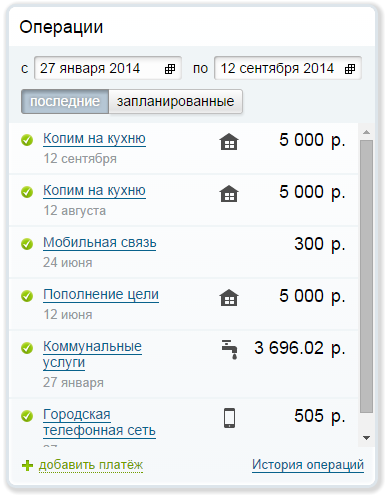 Операции
с 27 января 2014 по 12 сентября 2014
последние запланированные
Копим на кухню 5 000 р.
12 сентября
Копим на кухню 5 000 р.
12 августа
Мобильная связь 300 р.
24 июня
Пополнение цели 5 000 р.
12 июня
Коммунальные 3 696.02 р.
услуги
27 января
Городская 505 р.
телефонная сеть
добавить платёж История операций